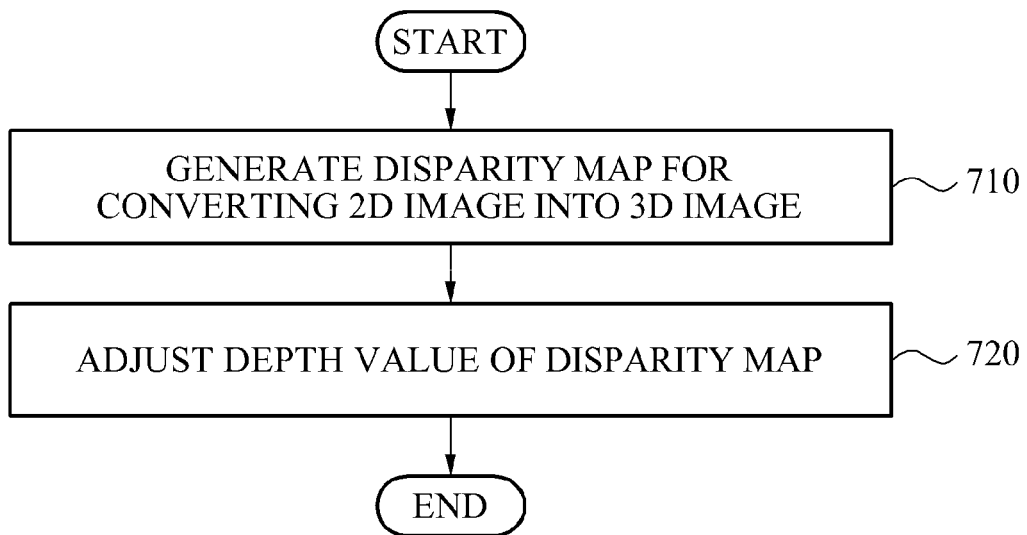 START
GENERATE DISPARITY MAP FOR
CONVERTING 2D IMAGE INTO 3D IMAGE
710
ADJUST DEPTH VALUE OF DISPARITY MAP
720
END